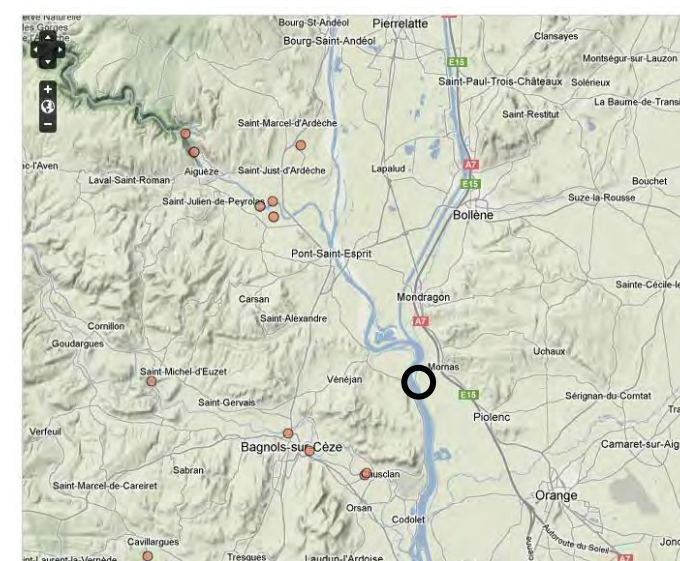 Bourg-St-Andéol
Pierrelatte
Bourg-Saint-Andéol
Clansayes
les Gorges
E15
Montségur-sur-Lauzon
Saint-Paul-Trois-Châteaux
Solérieux
+
−
La Baume-de-Transi
Saint-Restitut
Saint-Marcel-d'Ardèche
c-l'Aven
Aiguèze
Saint-Just-d'Ardèche
Lapalud
A7
E15
Laval-Saint-Roman
Bouchet
Saint-Julien-de-Peyrolas
Suze-la-Rousse
Bollène
Pont-Saint-Esprit
Sainte-Cécile-le
Carsan
Mondragon
Saint-Alexandre
A7
Cornillon
Goudargues
Uchaux
Saint-Michel-d'Euzet
Mornas
Vénéjan
Saint-Gervais
E15
Sérignan-du-Comtat
Piolenc
Verfeuil
Bagnols-sur-Cèze
Camaret-sur-Aig
Sabran
Saint-Marcel-de-Careiret
Orsan
Orange
Codolet
Cavillargues
Autoroute du Soleil
Tresques
Laudun-l'Ardoise
A7